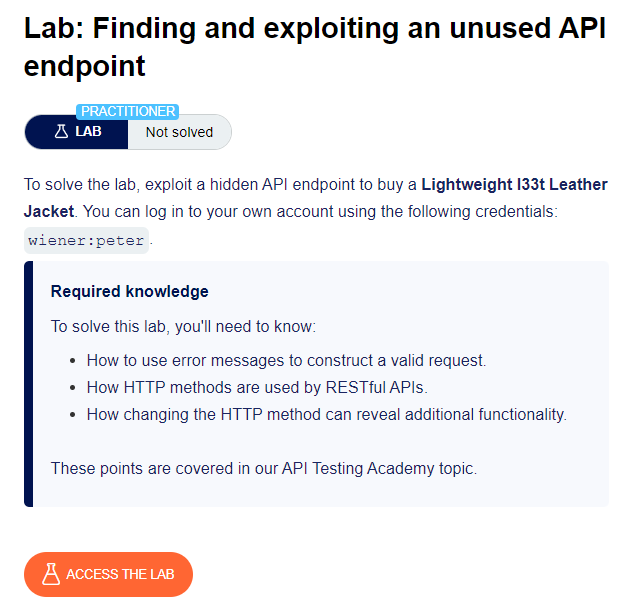 Lab: Finding and exploiting an unused API
endpoint
PRACTITIONER
LAB
Not solved
To solve the lab, exploit a hidden API endpoint to buy a Lightweight l33t Leather
Jacket. You can log in to your own account using the following credentials:
wiener:peter.
Required knowledge
To solve this lab, you'll need to know:
• How to use error messages to construct a valid request.
• How HTTP methods are used by RESTful APIs.
• How changing the HTTP method can reveal additional functionality.
These points are covered in our API Testing Academy topic.
ACCESS THE LAB